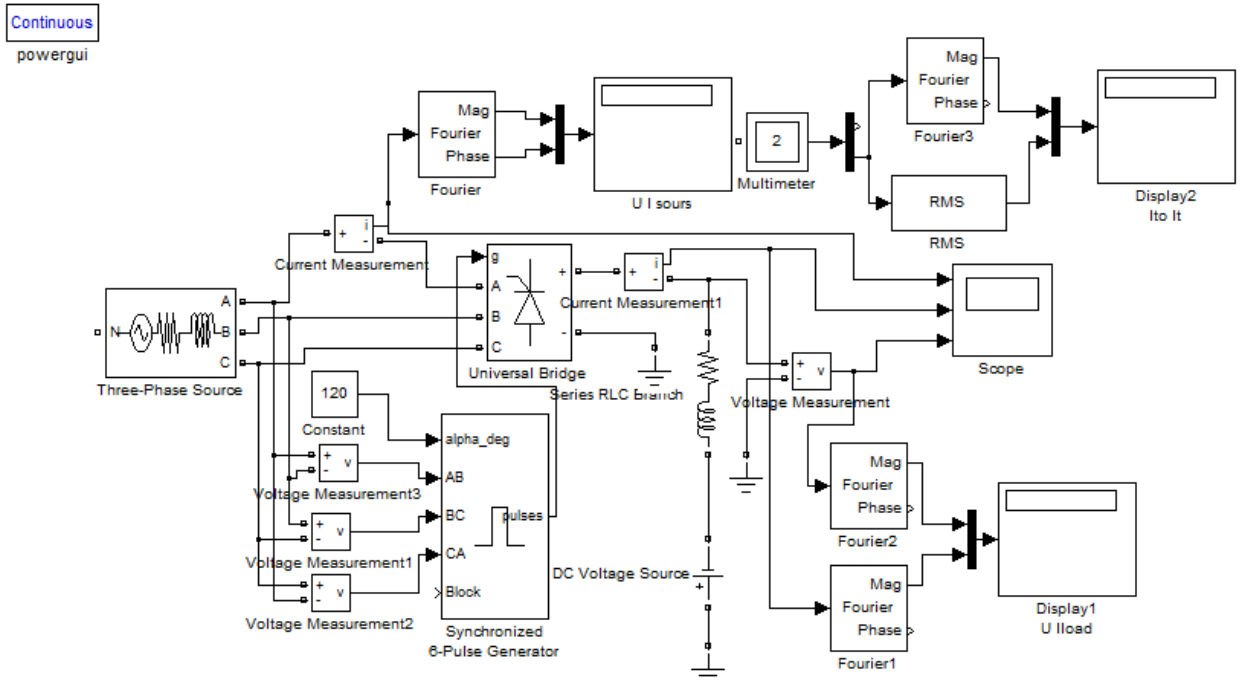 Continuous
powergui
Mag
Fourier
Phase
Fourier
U I sours
2
Multimeter
Mag
Fourier
Phase
Fourier3
RMS
RMS
Display2
Ito It
i
+
-
Current Measurement
g
A
B
C
+
-
Universal Bridge
i
+
-
Current Measurement1
Scope
A
N
B
C
Three-Phase Source
120
Constant
Series RLC Branch
+
-
v
Voltage Measurement
alpha_deg
AB
BC
CA
Block
pulses
Synchronized
6-Pulse Generator
+
-
v
Voltage Measurement3
+
-
v
Voltage Measurement1
+
-
v
Voltage Measurement2
DC Voltage Source
+
Mag
Fourier
Phase
Fourier2
Mag
Fourier
Phase
Fourier1
Display1
U Iload